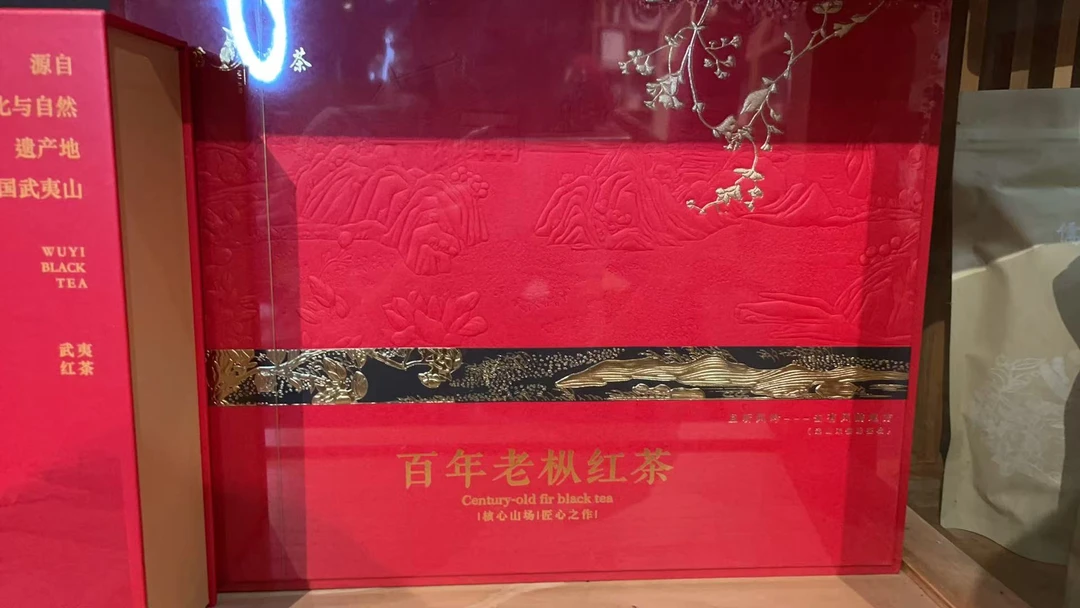 源自
化与自然
遗产地
国武夷山
WUYI
BLACK
TEA
武夷
红茶
茶
百年老枞红茶
Century-old fir black tea
|核心山场|匠心之作|